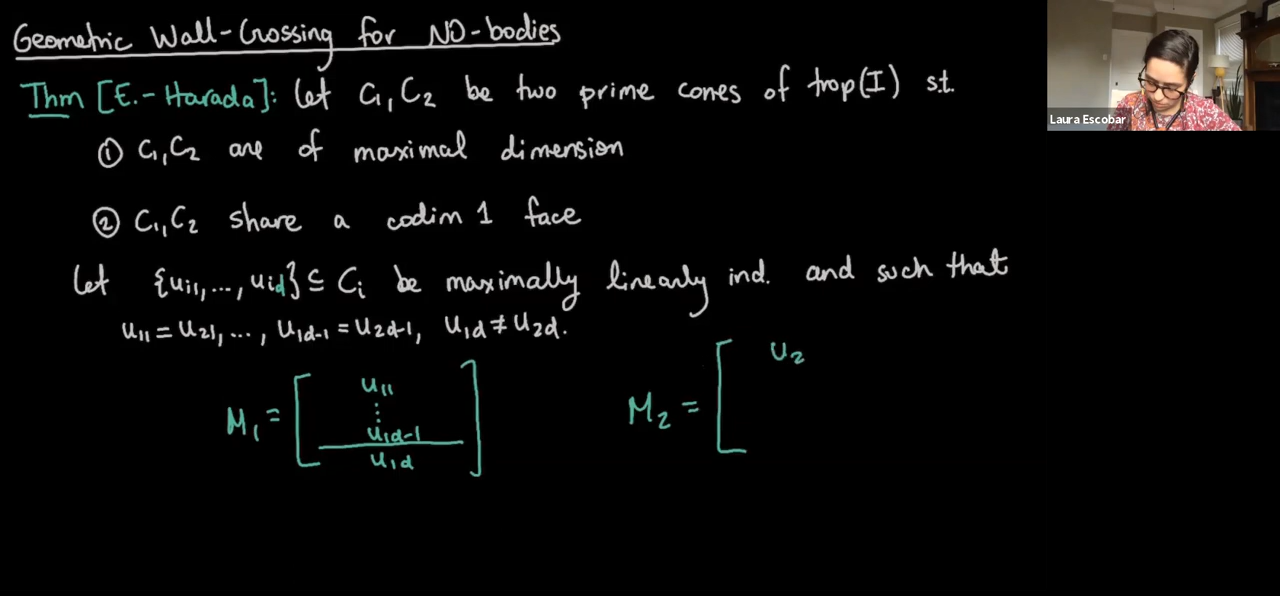 Geometric Wall-Crossing for NO-bodies
Thm [E.-Harada]: Let C1, C2 be two prime cones of trop(I) s.t.
① C1, C2 are of maximal dimension
② C1, C2 share a codim 1 face
Let {u11, ..., uid} ⊆ Ci be maximally linearly ind. and such that
u11 = u21, ..., u1d-1 = u2d-1, u1d ≠ u2d.
M1 = [ u11 ⋮ u1d-1 u1d ] M2 = [ u2
Laura Escobar